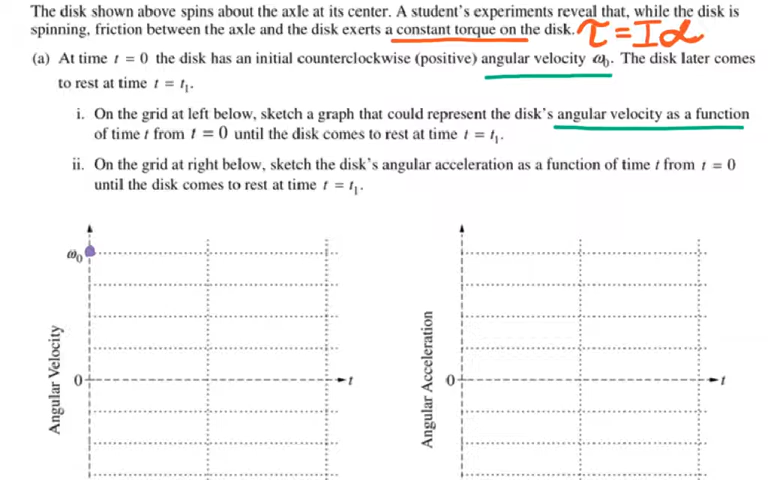 The disk shown above spins about the axle at its center. A student's experiments reveal that, while the disk is
spinning, friction between the axle and the disk exerts a constant torque on the disk. τ = Iα
(a) At time t = 0 the disk has an initial counterclockwise (positive) angular velocity ω₀. The disk later comes
to rest at time t = t₁.
i. On the grid at left below, sketch a graph that could represent the disk's angular velocity as a function
of time t from t = 0 until the disk comes to rest at time t = t₁.
ii. On the grid at right below, sketch the disk's angular acceleration as a function of time t from t = 0
until the disk comes to rest at time t = t₁.
ω₀
Angular Velocity
0
t
Angular Acceleration
0
t